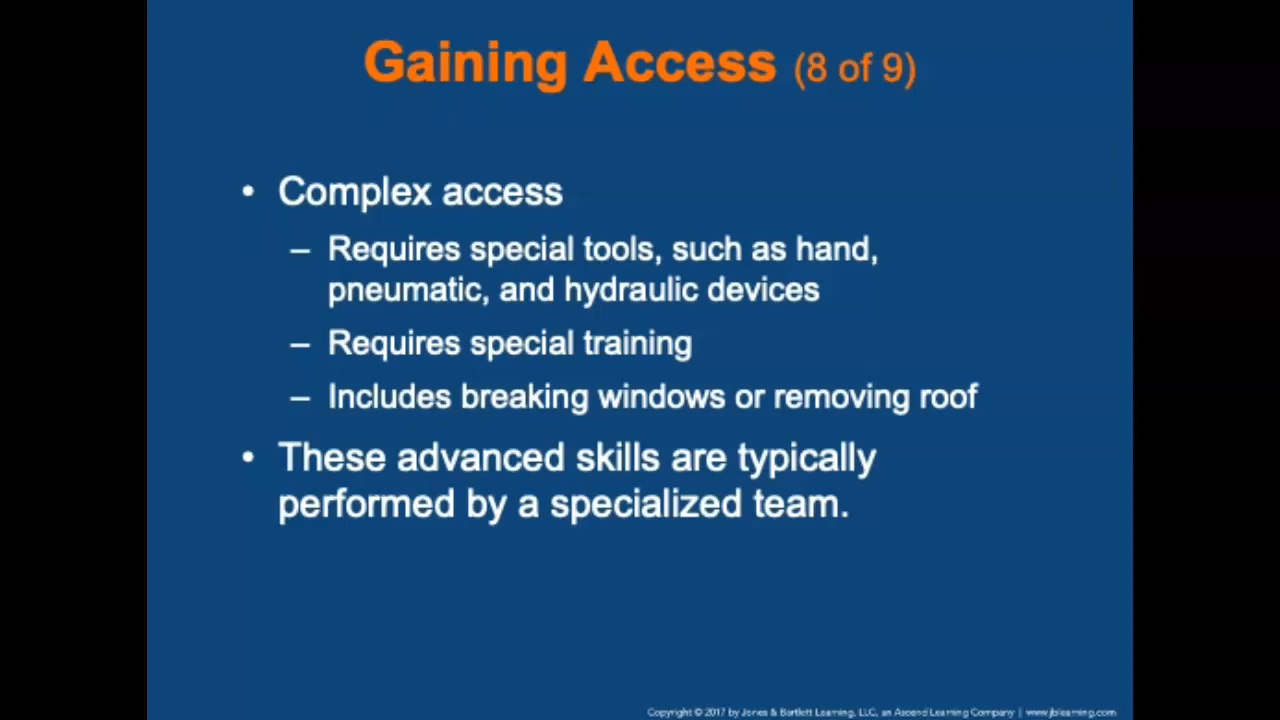 Gaining Access (8 of 9)
• Complex access
– Requires special tools, such as hand,
pneumatic, and hydraulic devices
– Requires special training
– Includes breaking windows or removing roof
• These advanced skills are typically
performed by a specialized team.
Copyright © 2017 by Jones & Bartlett Learning, LLC, an Ascend Learning Company | www.jblearning.com